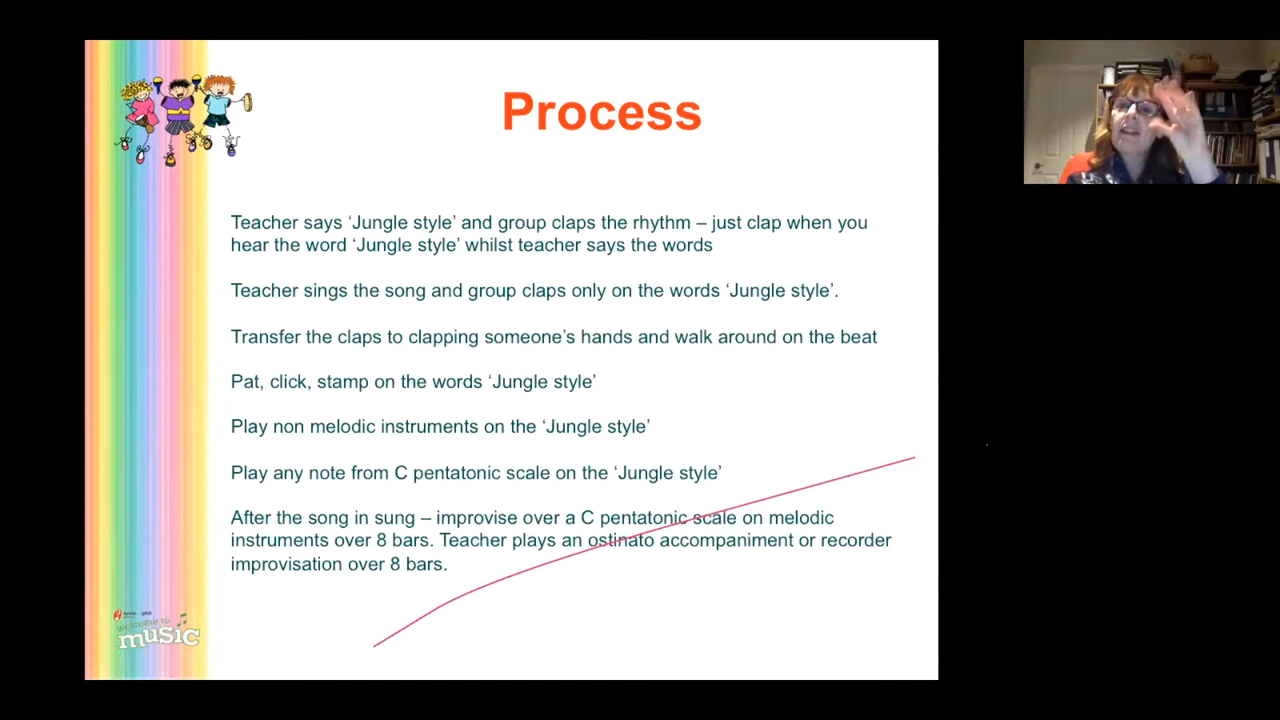 Process
Teacher says ‘Jungle style’ and group claps the rhythm – just clap when you
hear the word ‘Jungle style’ whilst teacher says the words
Teacher sings the song and group claps only on the words ‘Jungle style’.
Transfer the claps to clapping someone’s hands and walk around on the beat
Pat, click, stamp on the words ‘Jungle style’
Play non melodic instruments on the ‘Jungle style’
Play any note from C pentatonic scale on the ‘Jungle style’
After the song in sung – improvise over a C pentatonic scale on melodic
instruments over 8 bars. Teacher plays an ostinato accompaniment or recorder
improvisation over 8 bars.
welcome to
music